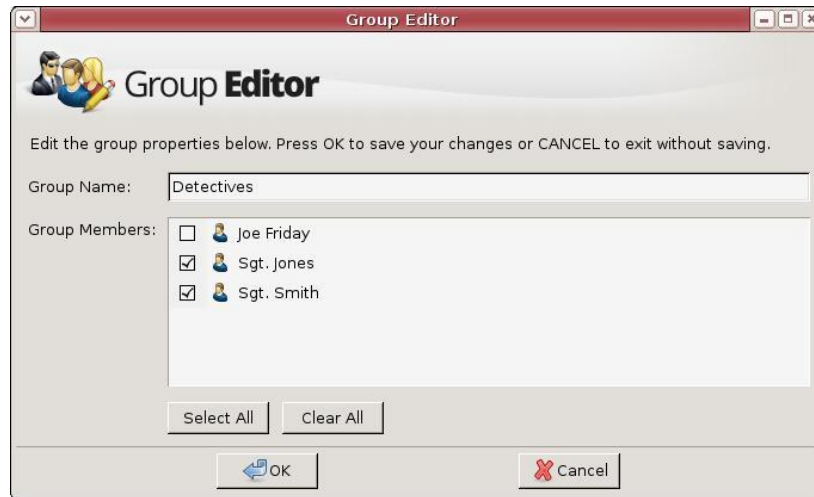 Group Editor
Group Editor
Edit the group properties below. Press OK to save your changes or CANCEL to exit without saving.
Group Name: Detectives
Group Members:
Joe Friday
Sgt. Jones
Sgt. Smith
Select All Clear All
OK Cancel